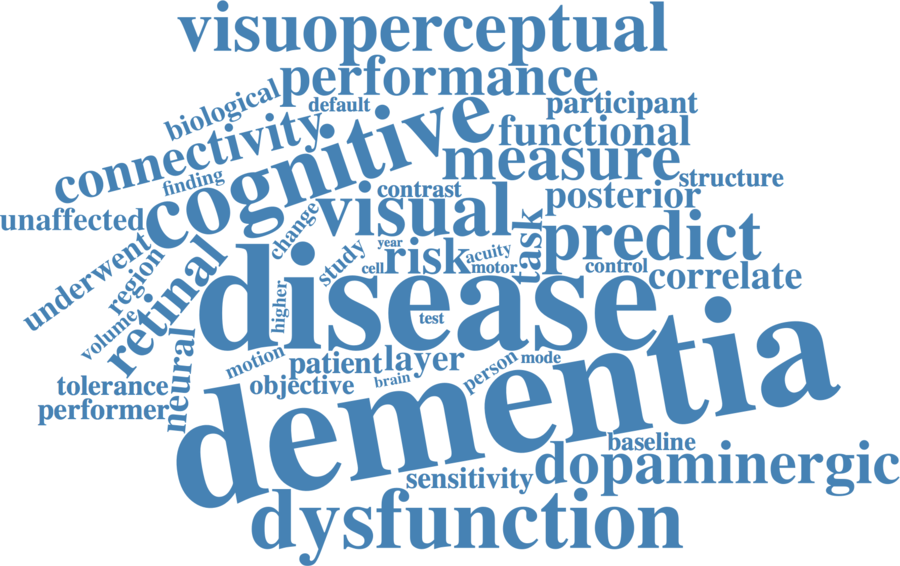 visuoperceptual
performance
biological
default
participant
connectivity
cognitive
functional
measure
finding
contrast
structure
unaffected
visual
posterior
change
task
predict
underwent
region
retinal
study
year
risk
acuity
cell
motor
control
correlate
disease
higher
test
volume
neural
motion
patient
layer
person
mode
tolerance
objective
brain
performer
dementia
baseline
sensitivity
dopaminergic
dysfunction